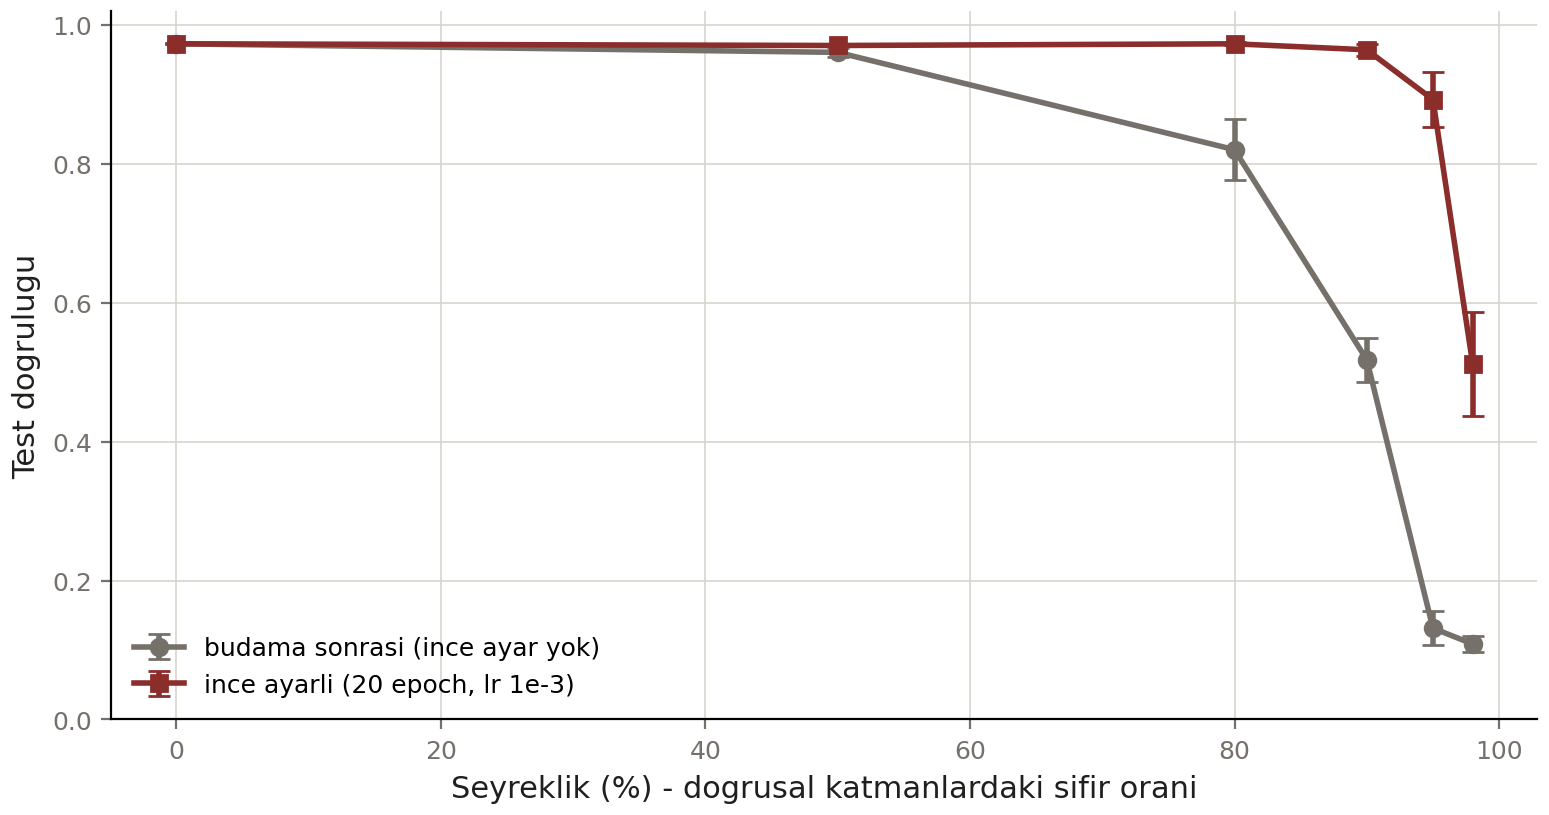 1.0
0.8
0.6
0.4
0.2
0.0
Test dogrulugu
budama sonrasi (ince ayar yok)
ince ayarli (20 epoch, lr 1e-3)
0 20 40 60 80 100
Seyreklik (%) - dogrusal katmanlardaki sifir orani